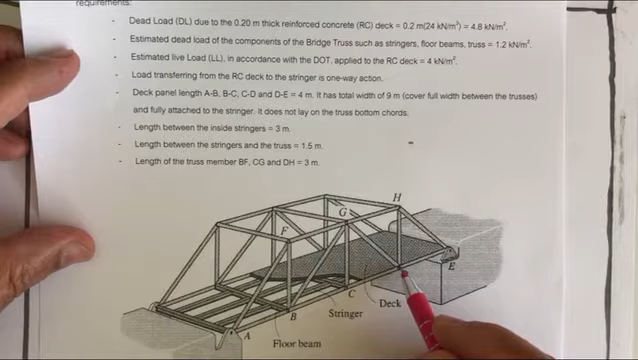 requirements:
- Dead Load (DL) due to the 0.20 m thick reinforced concrete (RC) deck = 0.2 m(24 kN/m³) = 4.8 kN/m².
- Estimated dead load of the components of the Bridge Truss such as stringers, floor beams, truss = 1.2 kN/m².
- Estimated live Load (LL), in accordance with the DOT, applied to the RC deck = 4 kN/m².
- Load transferring from the RC deck to the stringer is one-way action.
- Deck panel length A-B, B-C, C-D and D-E = 4 m. It has total width of 9 m (cover full width between the trusses)
and fully attached to the stringer. It does not lay on the truss bottom chords.
- Length between the inside stringers = 3 m.
- Length between the stringers and the truss = 1.5 m.
- Length of the truss member BF, CG and DH = 3 m.
H
G
F
E
C
Deck
B
Stringer
A
Floor beam